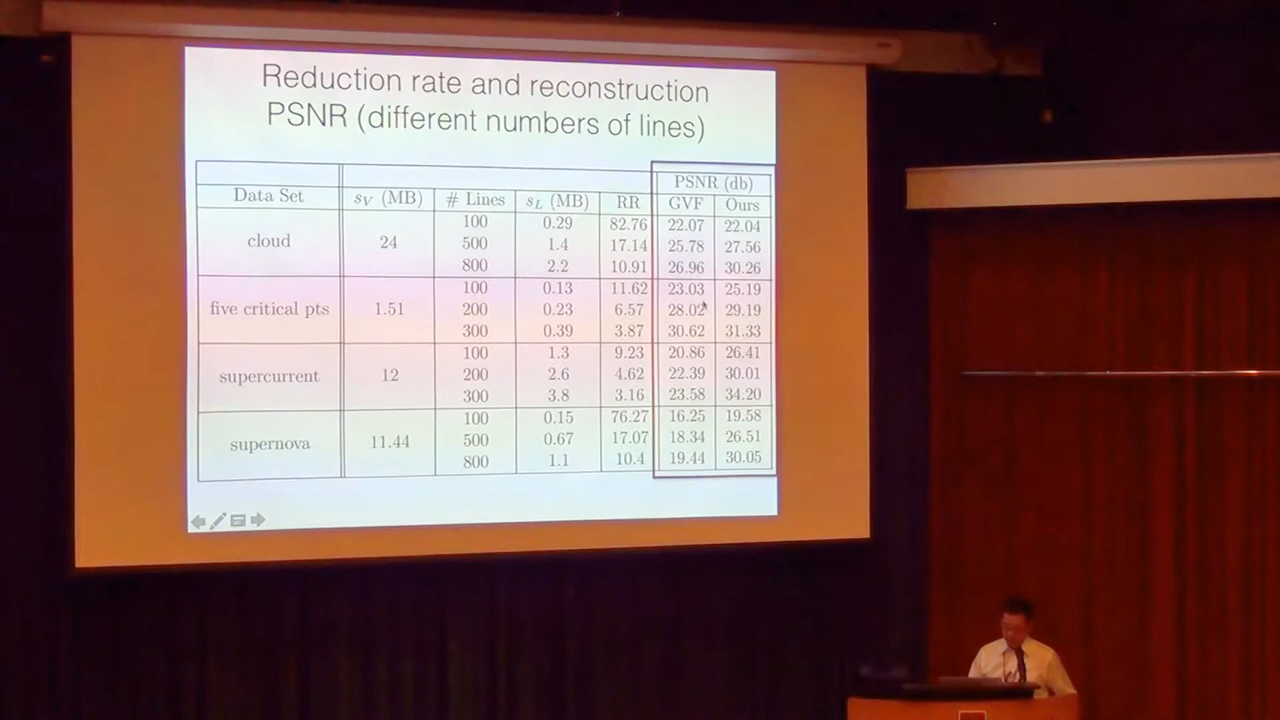 Reduction rate and reconstruction
PSNR (different numbers of lines)
PSNR (db)
Data Set sV (MB) # Lines sL (MB) RR GVF Ours
100 0.29 82.76 22.07 22.04
cloud 24 500 1.4 17.14 25.78 27.56
800 2.2 10.91 26.96 30.26
100 0.13 11.62 23.03 25.19
five critical pts 1.51 200 0.23 6.57 28.02 29.19
300 0.39 3.87 30.62 31.33
100 1.3 9.23 20.86 26.41
supercurrent 12 200 2.6 4.62 22.39 30.01
300 3.8 3.16 23.58 34.20
100 0.15 76.27 16.25 19.58
supernova 11.44 500 0.67 17.07 18.34 26.51
800 1.1 10.4 19.44 30.05